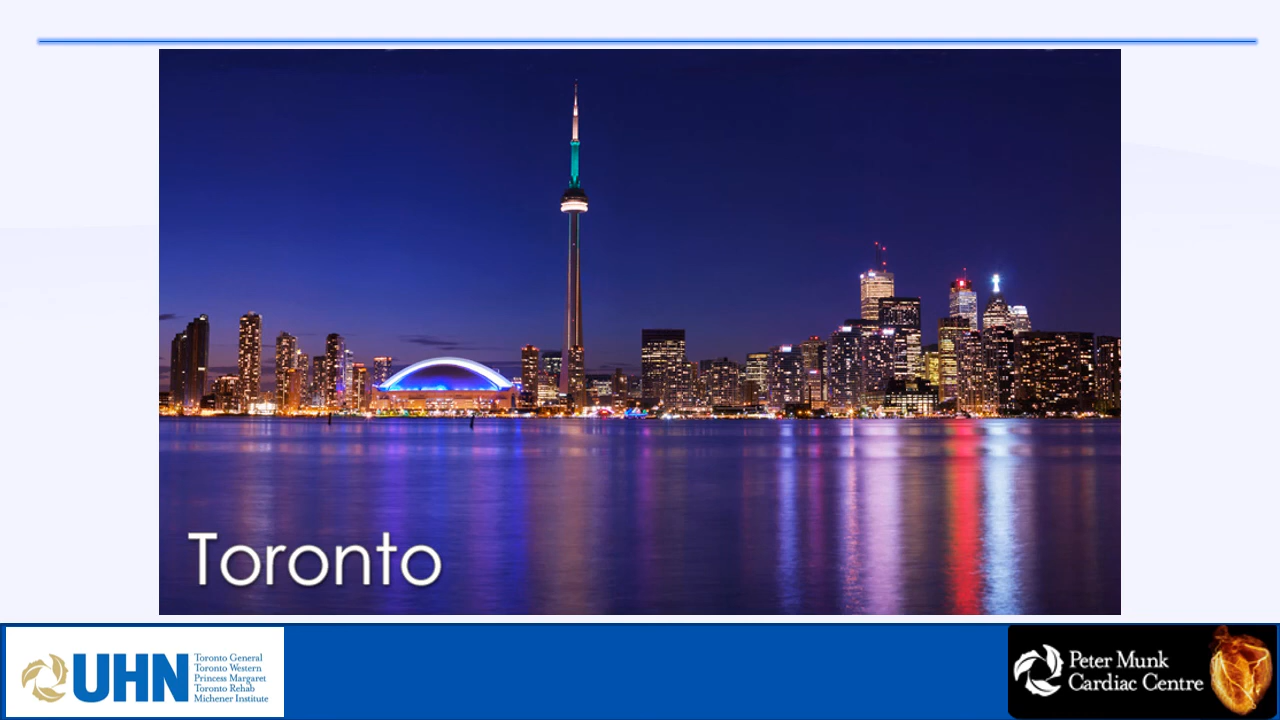 Toronto
UHN
Toronto General
Toronto Western
Princess Margaret
Toronto Rehab
Michener Institute
Peter Munk
Cardiac Centre